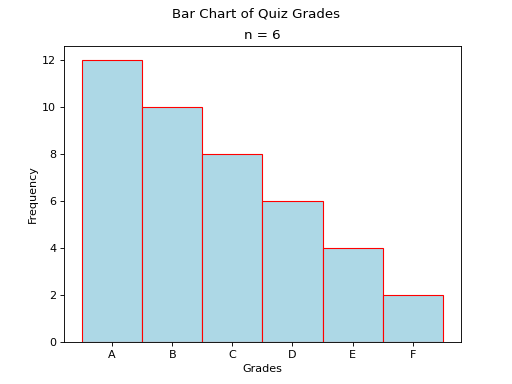 Bar Chart of Quiz Grades
n = 6
12
10
8
6
4
2
0
Frequency
A B C D E F
Grades